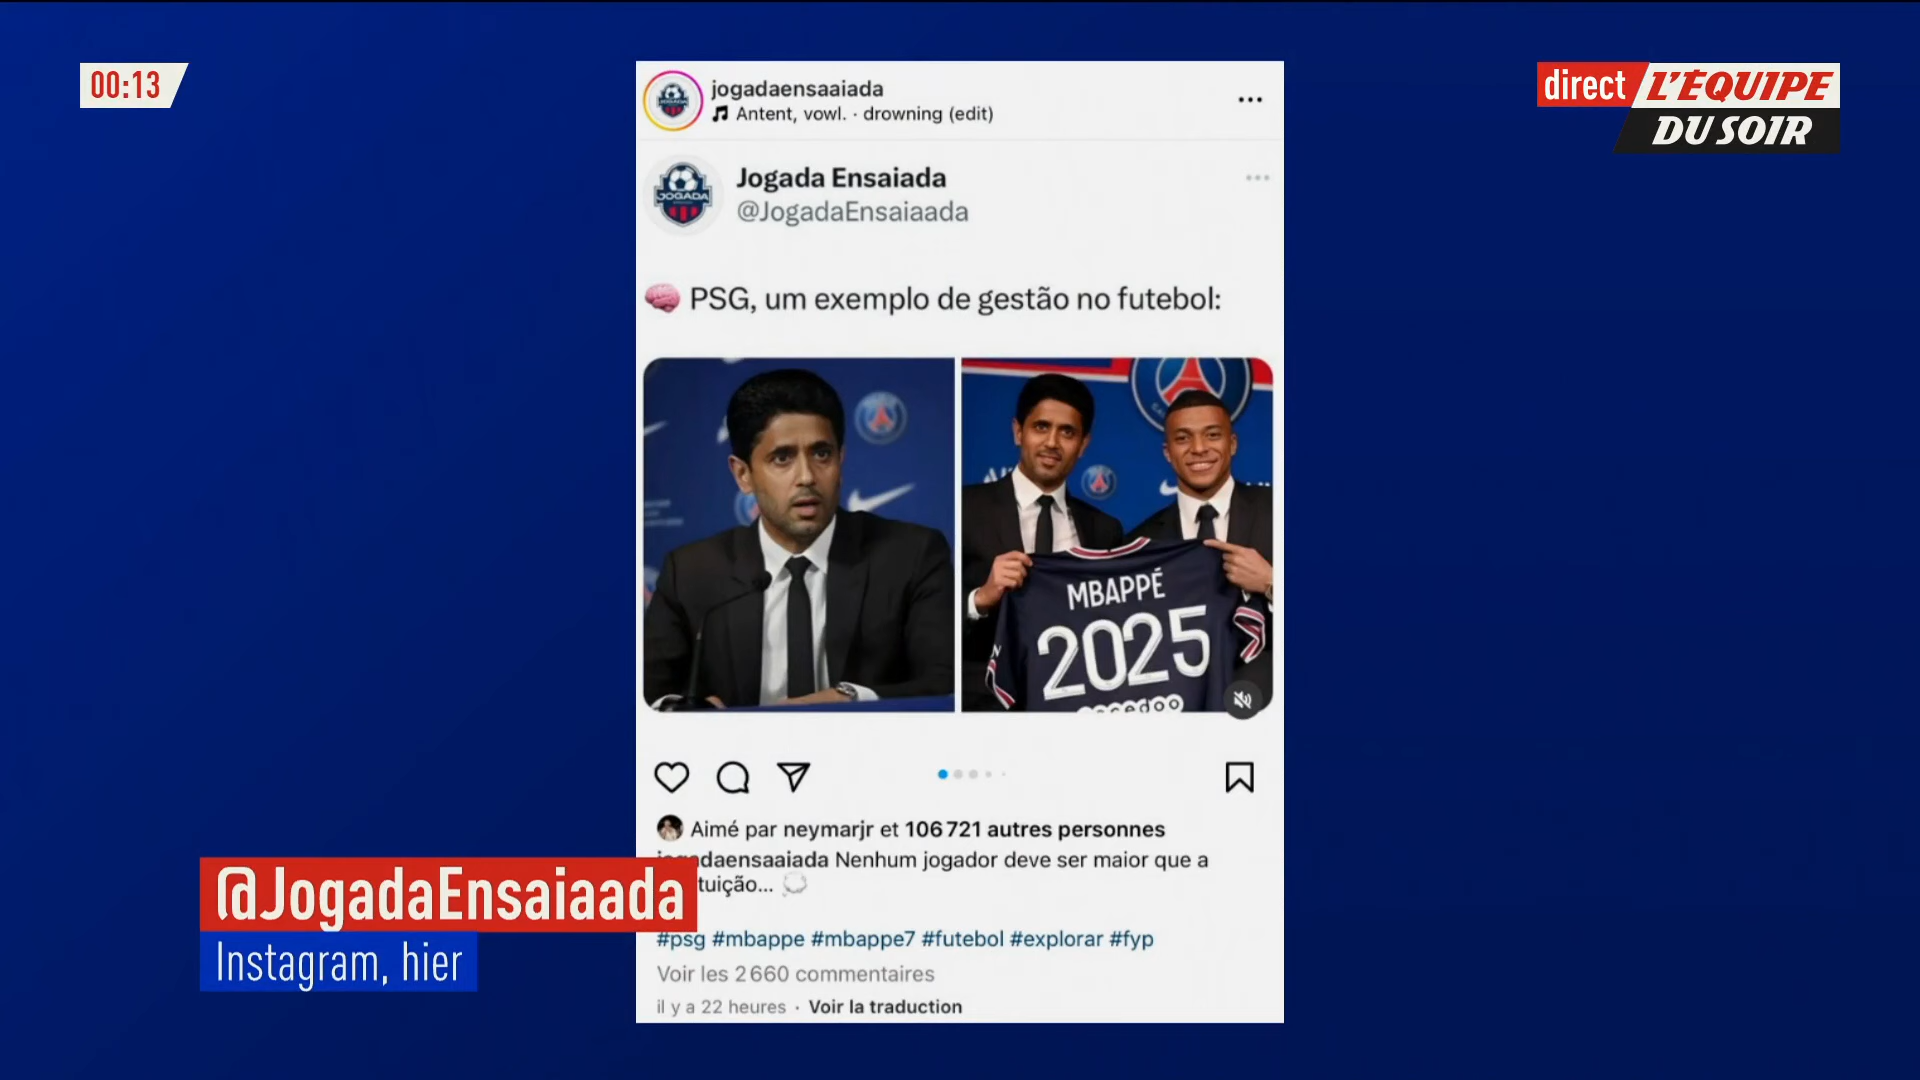 00:13
direct L'ÉQUIPE
DU SOIR
jogadaensaaiada
Antent, vowl. · drowning (edit)
JOGADA
Jogada Ensaiada
@JogadaEnsaiaada
PSG, um exemplo de gestão no futebol:
MBAPPÉ
2025
Aimé par neymarjr et 106 721 autres personnes
jogadaensaaiada Nenhum jogador deve ser maior que a
tuição...
@JogadaEnsaiaada
Instagram, hier
#psg #mbappe #mbappe7 #futebol #explorar #fyp
Voir les 2 660 commentaires
il y a 22 heures · Voir la traduction